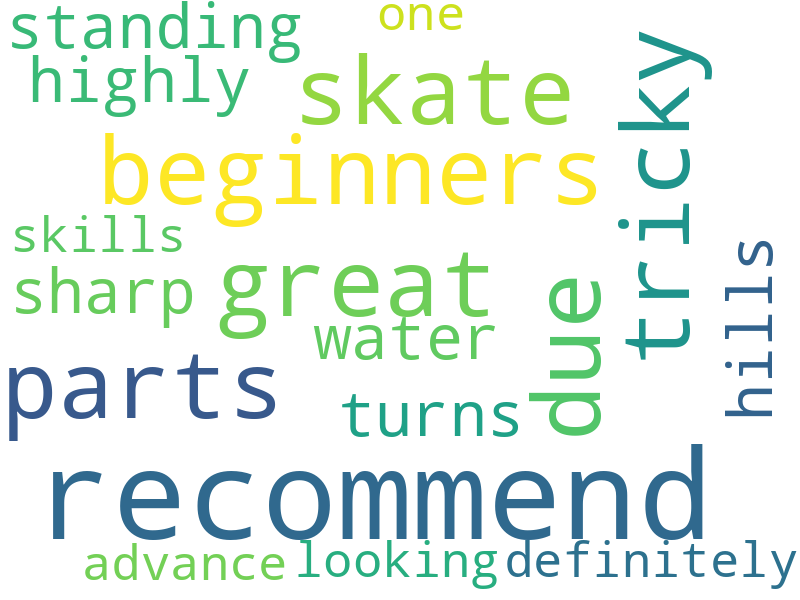 standing
one
highly
skate
tricky
beginners
skills
sharp
great
due
hills
water
parts
turns
recommend
advance
looking
definitely